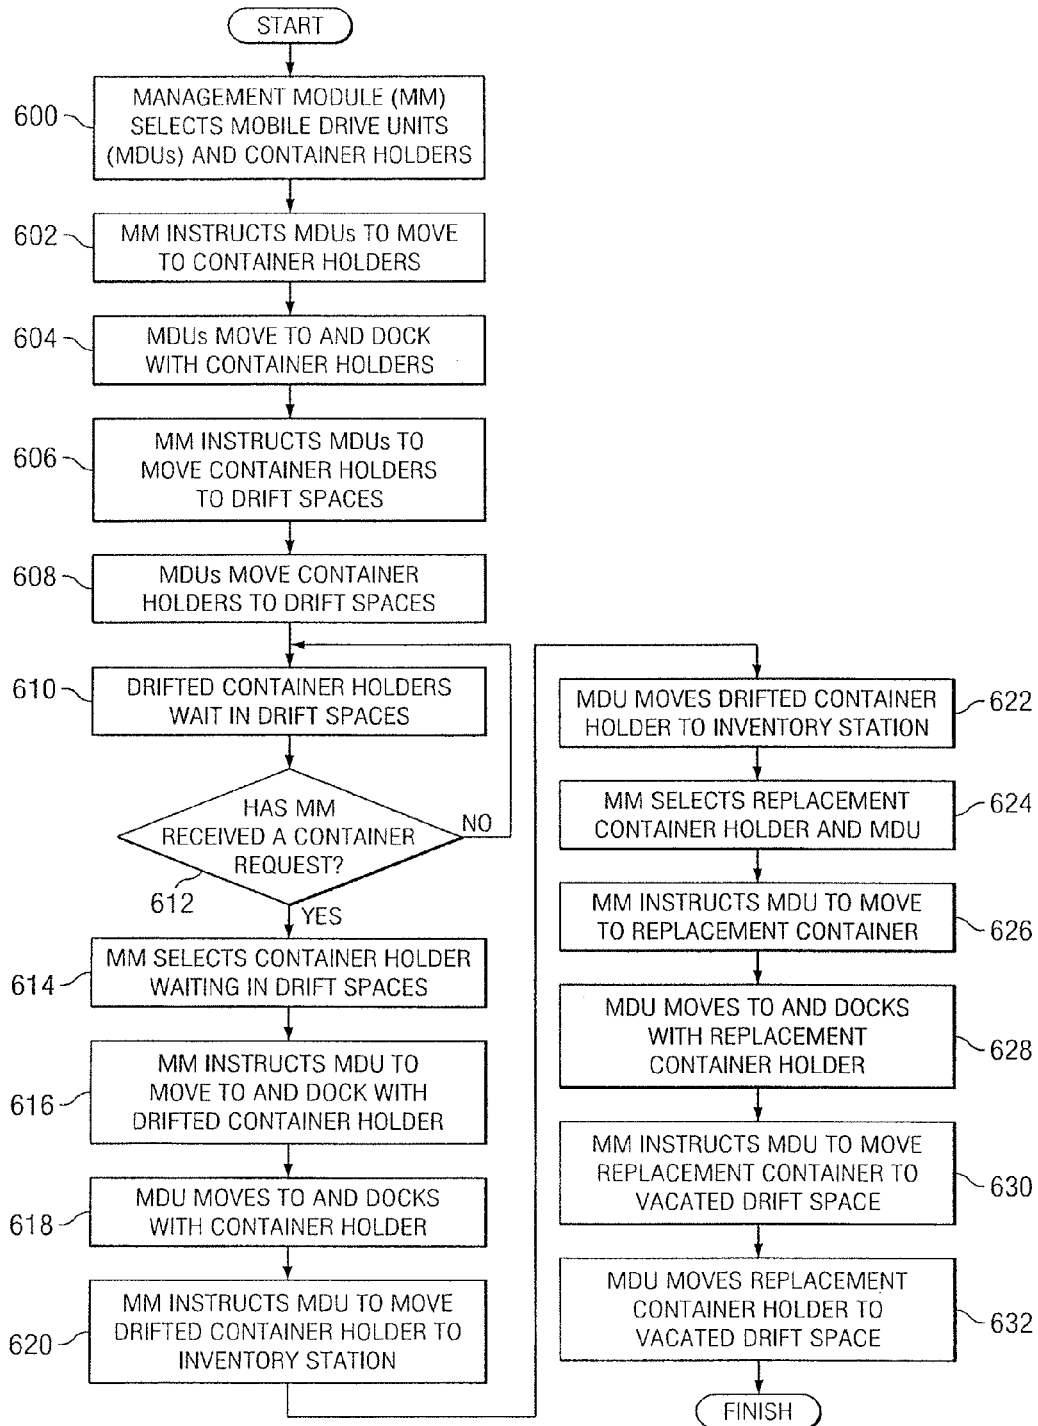 START
600
MANAGEMENT MODULE (MM)
SELECTS MOBILE DRIVE UNITS
(MDUs) AND CONTAINER HOLDERS
602
MM INSTRUCTS MDUs TO MOVE
TO CONTAINER HOLDERS
604
MDUs MOVE TO AND DOCK
WITH CONTAINER HOLDERS
606
MM INSTRUCTS MDUs TO
MOVE CONTAINER HOLDERS
TO DRIFT SPACES
608
MDUs MOVE CONTAINER
HOLDERS TO DRIFT SPACES
610
DRIFTED CONTAINER HOLDERS
WAIT IN DRIFT SPACES
HAS MM
RECEIVED A CONTAINER
REQUEST?
NO
612
YES
614
MM SELECTS CONTAINER HOLDER
WAITING IN DRIFT SPACES
616
MM INSTRUCTS MDU TO
MOVE TO AND DOCK WITH
DRIFTED CONTAINER HOLDER
618
MDU MOVES TO AND DOCKS
WITH CONTAINER HOLDER
620
MM INSTRUCTS MDU TO MOVE
DRIFTED CONTAINER HOLDER TO
INVENTORY STATION
MDU MOVES DRIFTED CONTAINER
HOLDER TO INVENTORY STATION
622
MM SELECTS REPLACEMENT
CONTAINER HOLDER AND MDU
624
MM INSTRUCTS MDU TO MOVE
TO REPLACEMENT CONTAINER
626
MDU MOVES TO AND DOCKS
WITH REPLACEMENT
CONTAINER HOLDER
628
MM INSTRUCTS MDU TO MOVE
REPLACEMENT CONTAINER TO
VACATED DRIFT SPACE
630
MDU MOVES REPLACEMENT
CONTAINER HOLDER TO
VACATED DRIFT SPACE
632
FINISH